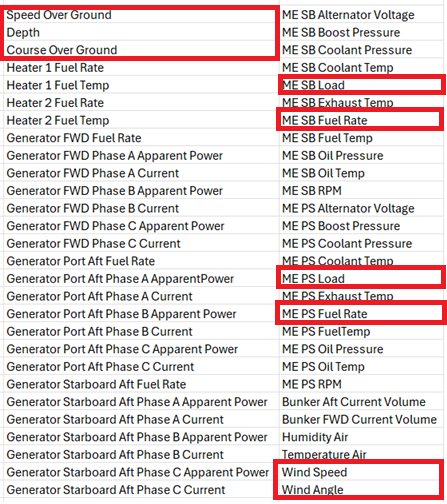 Speed Over Ground
Depth
Course Over Ground
Heater 1 Fuel Rate
Heater 1 Fuel Temp
Heater 2 Fuel Rate
Heater 2 Fuel Temp
Generator FWD Fuel Rate
Generator FWD Phase A Apparent Power
Generator FWD Phase A Current
Generator FWD Phase B Apparent Power
Generator FWD Phase B Current
Generator FWD Phase C Apparent Power
Generator FWD Phase C Current
Generator Port Aft Fuel Rate
Generator Port Aft Phase A ApparentPower
Generator Port Aft Phase A Current
Generator Port Aft Phase B Apparent Power
Generator Port Aft Phase B Current
Generator Port Aft Phase C Apparent Power
Generator Port Aft Phase C Current
Generator Starboard Aft Fuel Rate
Generator Starboard Aft Phase A Apparent Power
Generator Starboard Aft Phase A Current
Generator Starboard Aft Phase B Apparent Power
Generator Starboard Aft Phase B Current
Generator Starboard Aft Phase C Apparent Power
Generator Starboard Aft Phase C Current
ME SB Alternator Voltage
ME SB Boost Pressure
ME SB Coolant Pressure
ME SB Coolant Temp
ME SB Load
ME SB Exhaust Temp
ME SB Fuel Rate
ME SB Fuel Temp
ME SB Oil Pressure
ME SB Oil Temp
ME SB RPM
ME PS Alternator Voltage
ME PS Boost Pressure
ME PS Coolant Pressure
ME PS Coolant Temp
ME PS Load
ME PS Exhaust Temp
ME PS Fuel Rate
ME PS FuelTemp
ME PS Oil Pressure
ME PS Oil Temp
ME PS RPM
Bunker Aft Current Volume
Bunker FWD Current Volume
Humidity Air
Temperature Air
Wind Speed
Wind Angle